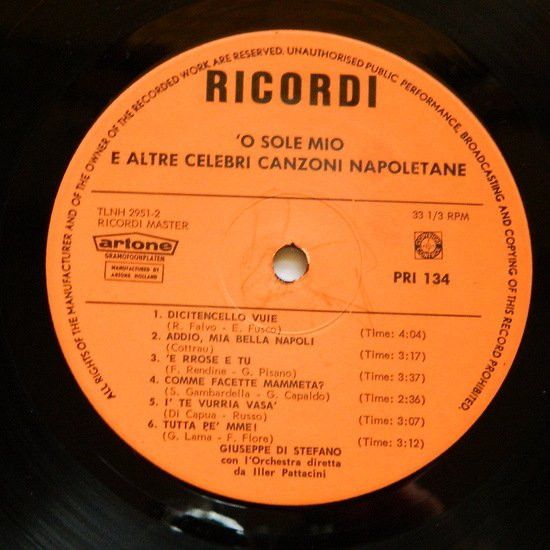 ALL RIGHTS OF THE MANUFACTURER AND OF THE OWNER OF THE RECORDED WORK ARE RESERVED. UNAUTHORISED PUBLIC PERFORMANCE, BROADCASTING AND COPYING OF THIS RECORD PROHIBITED.
RICORDI
'O SOLE MIO
E ALTRE CELEBRI CANZONI NAPOLETANE
TLNH 2951-2
RICORDI MASTER
33 1/3 RPM
artone
GRAMOFOONPLATEN
MANUFACTURED BY
ARTONE HOLLAND
PRI 134
1. DICITENCELLO VUIE
(R. Falvo - E. Fusco) (Time: 4:04)
2. ADDIO, MIA BELLA NAPOLI
(Cottrau) (Time: 3:17)
3. 'E RROSE E TU
(F. Rendine - G. Pisano) (Time: 3:37)
4. COMME FACETTE MAMMETA?
(S. Gambardella - G. Capaldo) (Time: 2:36)
5. I' TE VURRIA VASA'
(Di Capua - Russo) (Time: 3:07)
6. TUTTA PE' MME!
(G. Lama - F. Flora) (Time: 3:12)
GIUSEPPE DI STEFANO
con l'Orchestra diretta
da Iller Pattacini